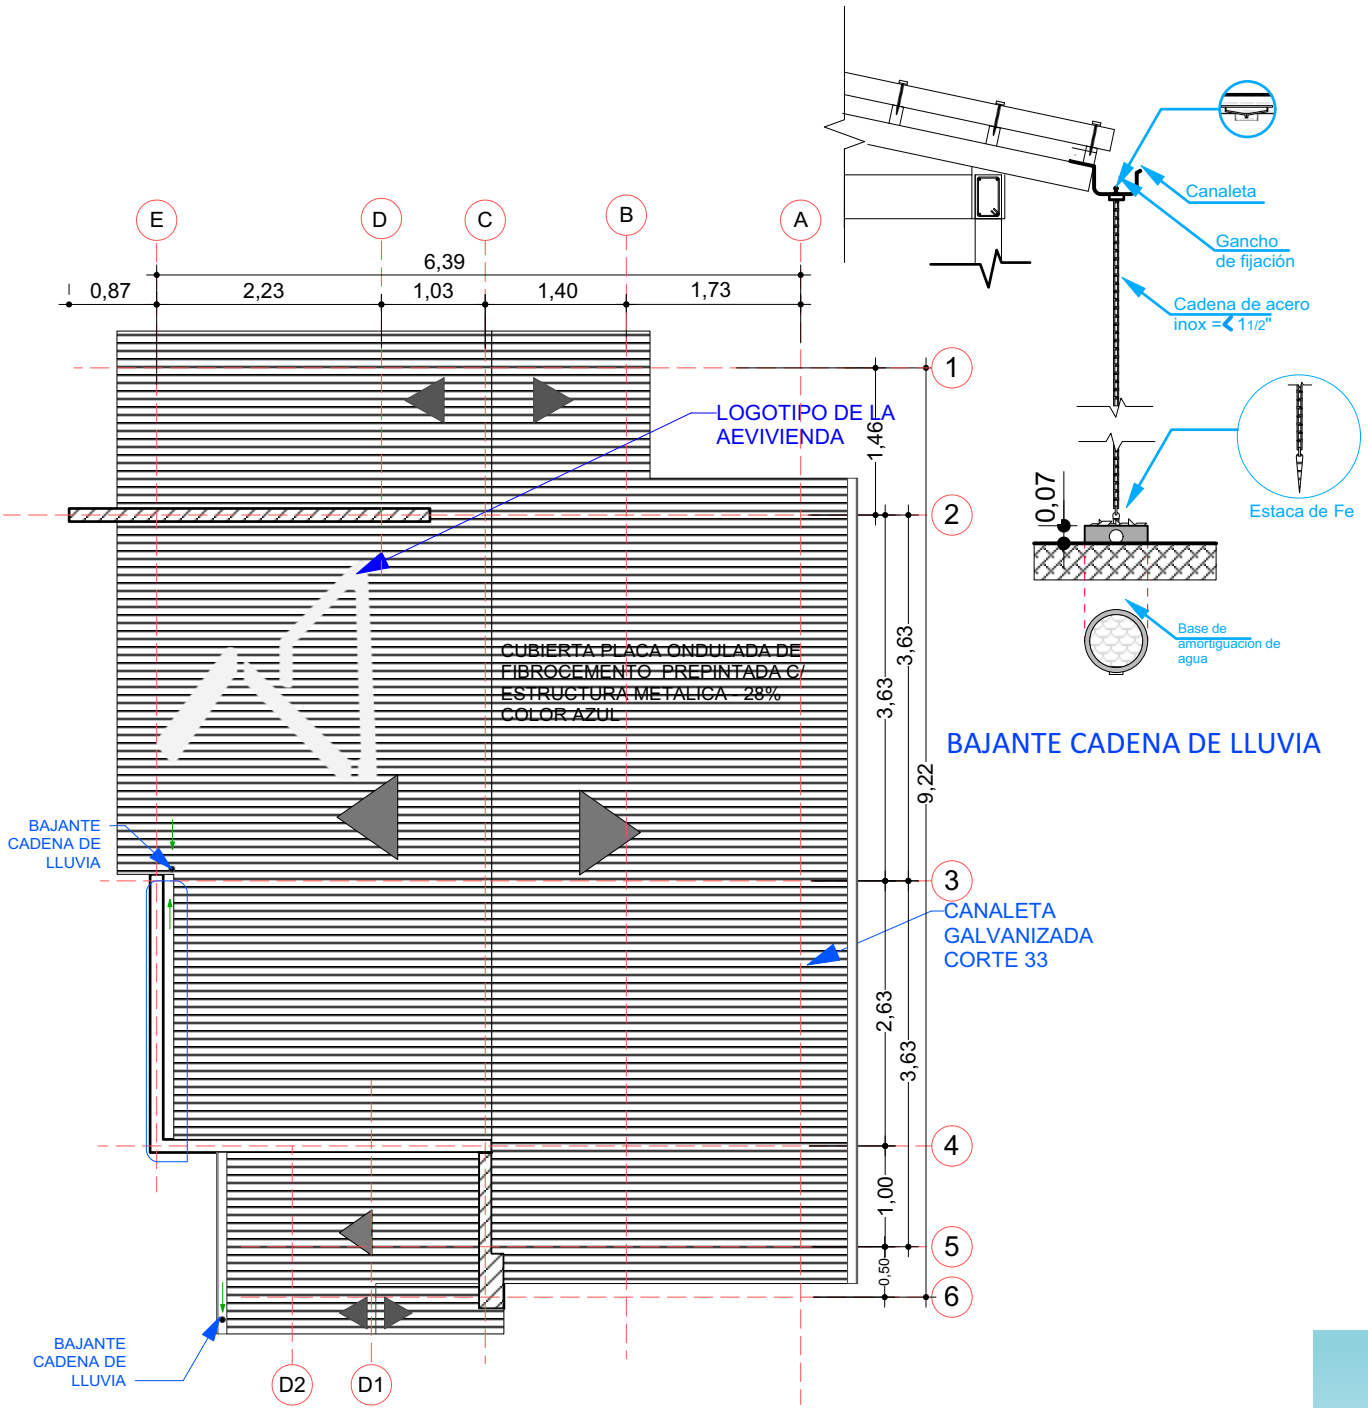 E
D
C
B
A
6,39
0,87
2,23
1,03
1,40
1,73
Canaleta
Gancho
de fijación
Cadena de acero
inox =< 1 1/2"
1
1,46
LOGOTIPO DE LA
AEVIVIENDA
0,07
Estaca de Fe
2
Base de
amortiguación de
agua
CUBIERTA PLACA ONDULADA DE
FIBROCEMENTO PREPINTADA C/
ESTRUCTURA METALICA - 28%
COLOR AZUL
3,63
3,63
9,22
BAJANTE CADENA DE LLUVIA
BAJANTE
CADENA DE
LLUVIA
3
CANALETA
GALVANIZADA
CORTE 33
2,63
3,63
4
1,00
5
0,50
6
BAJANTE
CADENA DE
LLUVIA
D2
D1